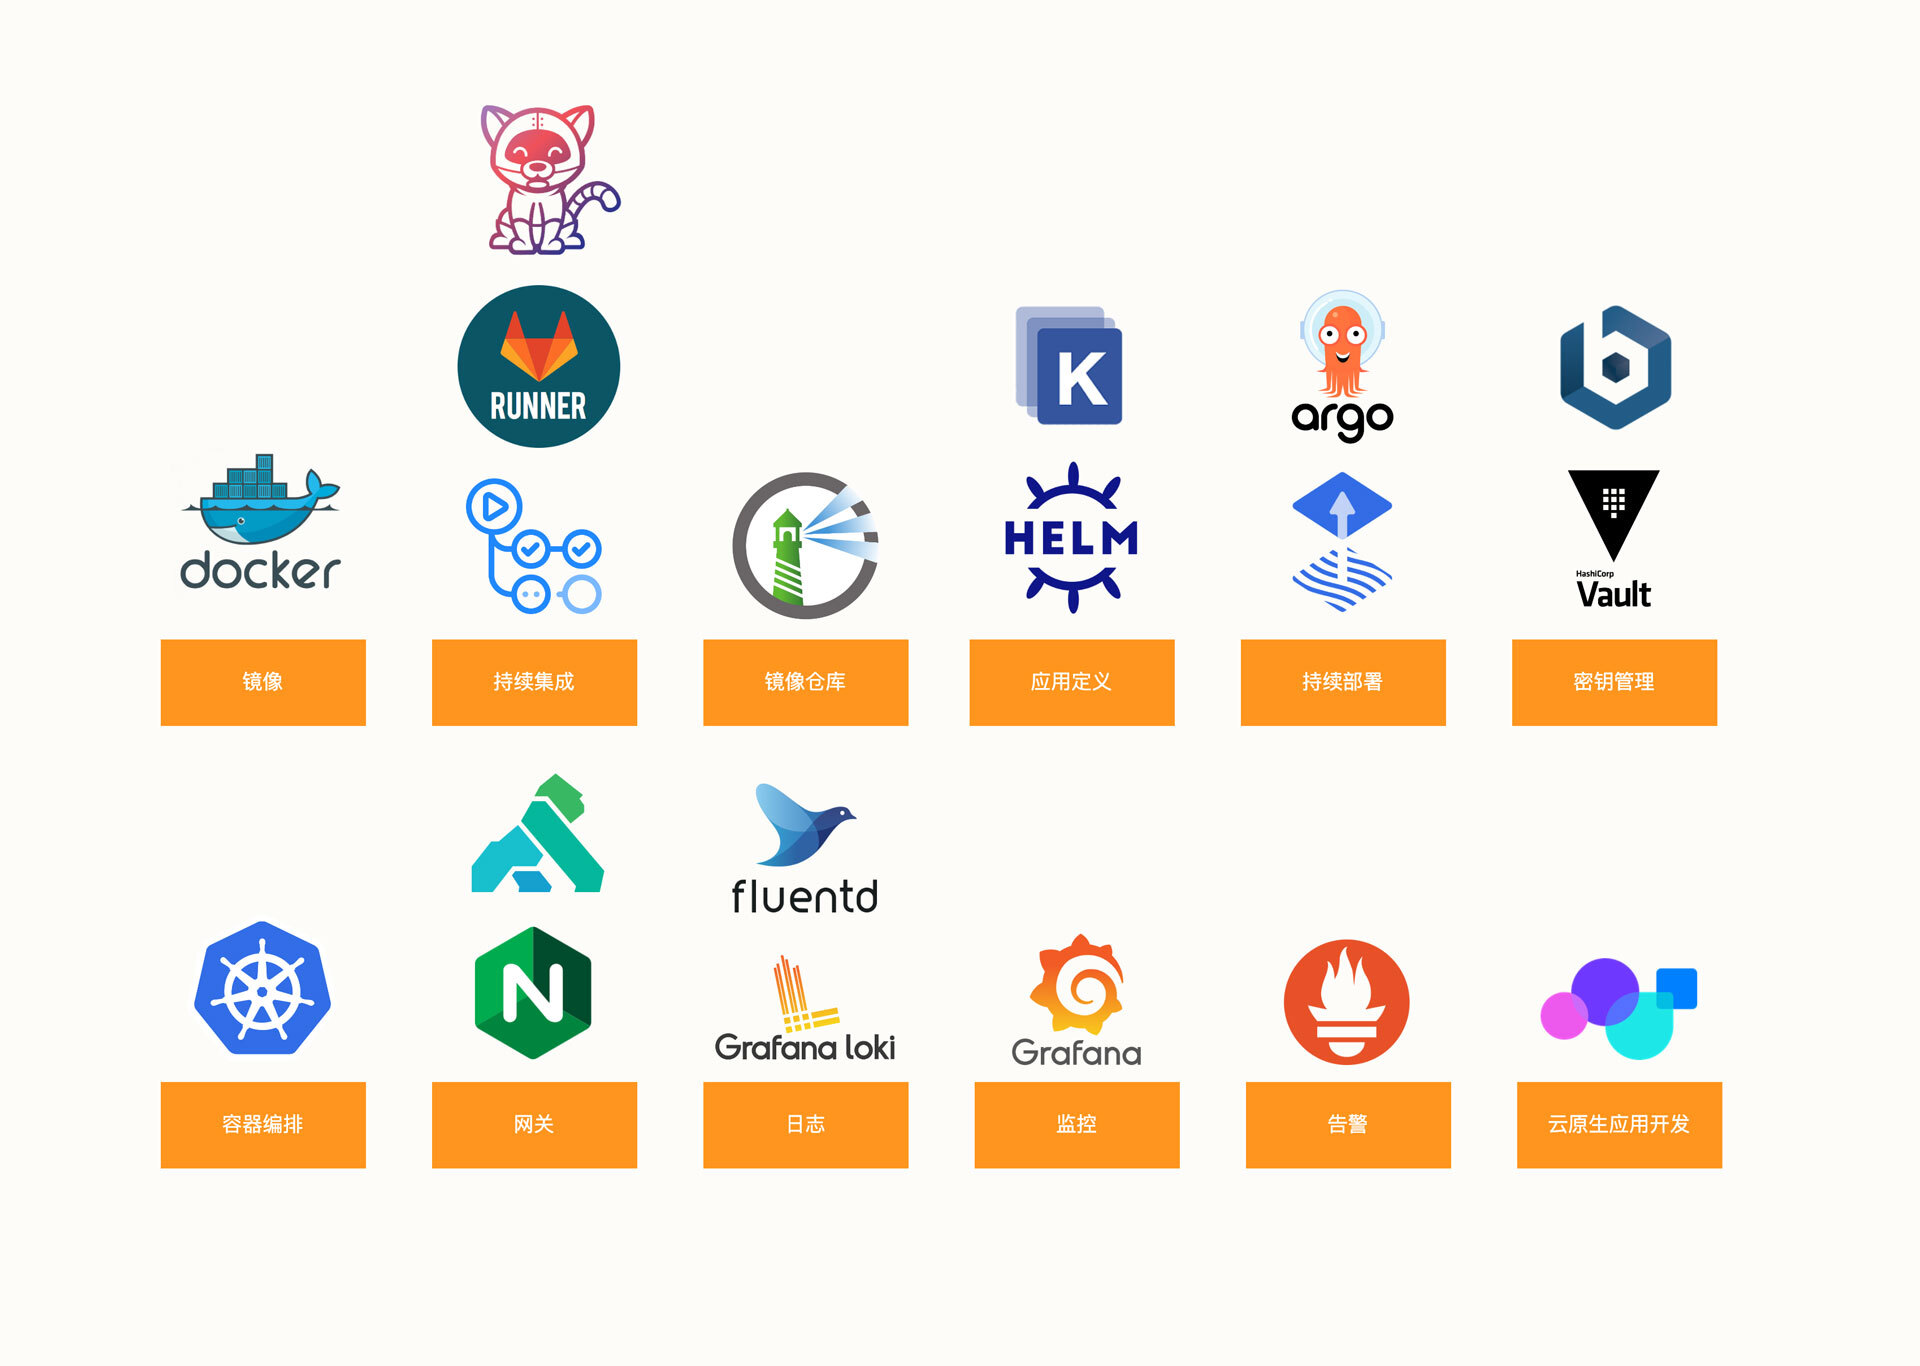 RUNNER
K
argo
b
docker
HELM
HashiCorp
Vault
镜像
持续集成
镜像仓库
应用定义
持续部署
密钥管理
fluentd
N
Grafana loki
Grafana
容器编排
网关
日志
监控
告警
云原生应用开发